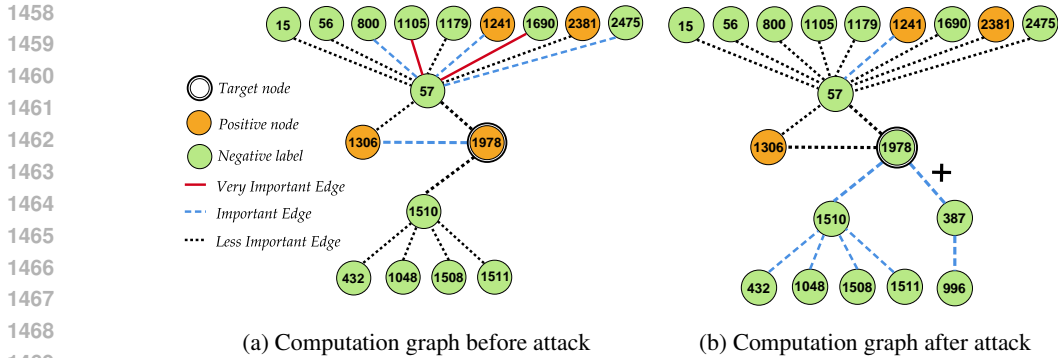 1458
1459
1460
1461
1462
1463
1464
1465
1466
1467
1468
15 56 800 1105 1179 1241 1690 2381 2475
57
1306 1978
1510
432 1048 1508 1511
Target node
Positive node
Negative label
Very Important Edge
Important Edge
Less Important Edge
(a) Computation graph before attack
15 56 800 1105 1179 1241 1690 2381 2475
57
1306 1978
+
1510 387
432 1048 1508 1511 996
(b) Computation graph after attack